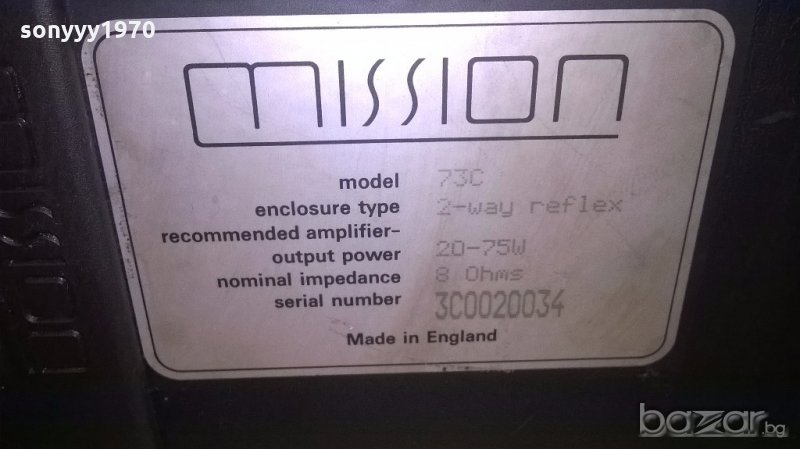 sonyyy1970
mission
model 73C
enclosure type 2-way reflex
recommended amplifier-
output power 20-75W
nominal impedance 8 Ohms
serial number 3C0020034
Made in England
bazar.bg